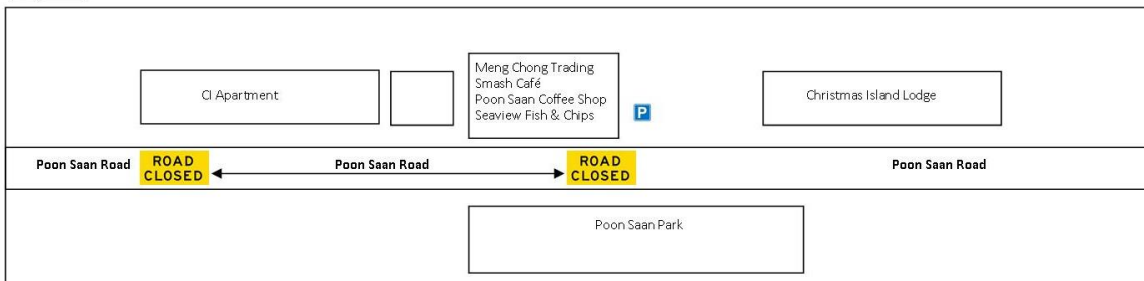 CI Apartment
Meng Chong Trading
Smash Café
Poon Saan Coffee Shop
Seaview Fish & Chips
P
Christmas Island Lodge
Poon Saan Road
ROAD
CLOSED
Poon Saan Road
ROAD
CLOSED
Poon Saan Road
Poon Saan Park